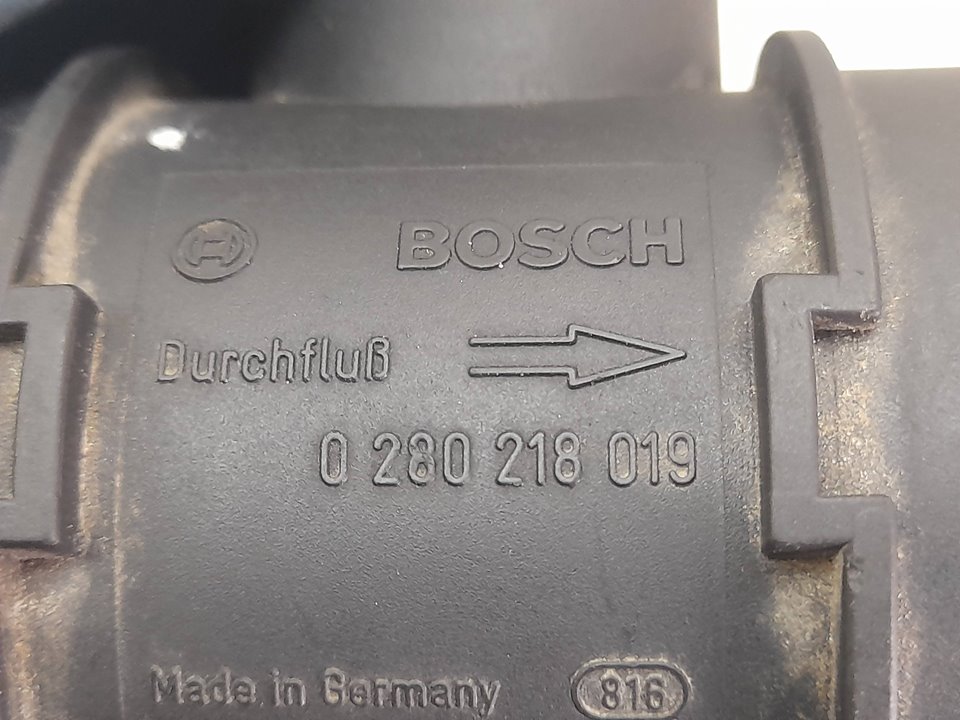 BOSCH
Durchfluß
0 280 218 019
Made in Germany 816